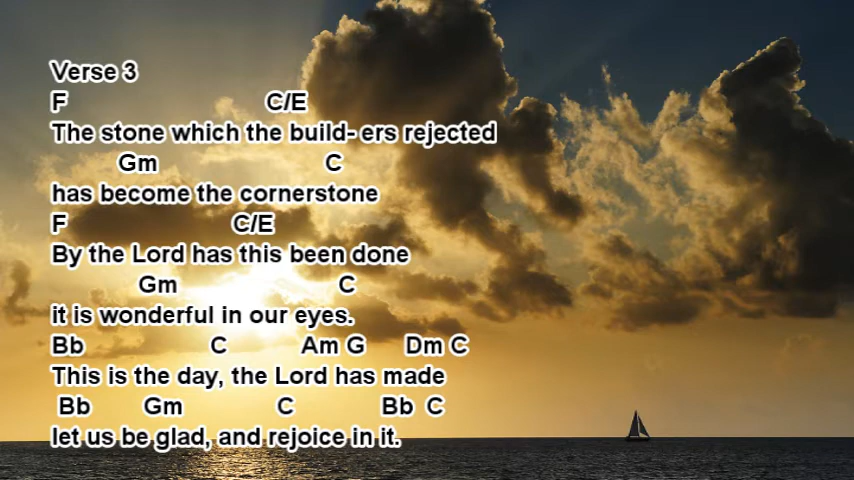 Verse 3
F C/E
The stone which the build- ers rejected
Gm C
has become the cornerstone
F C/E
By the Lord has this been done
Gm C
it is wonderful in our eyes.
Bb C Am G Dm C
This is the day, the Lord has made
Bb Gm C Bb C
let us be glad, and rejoice in it.